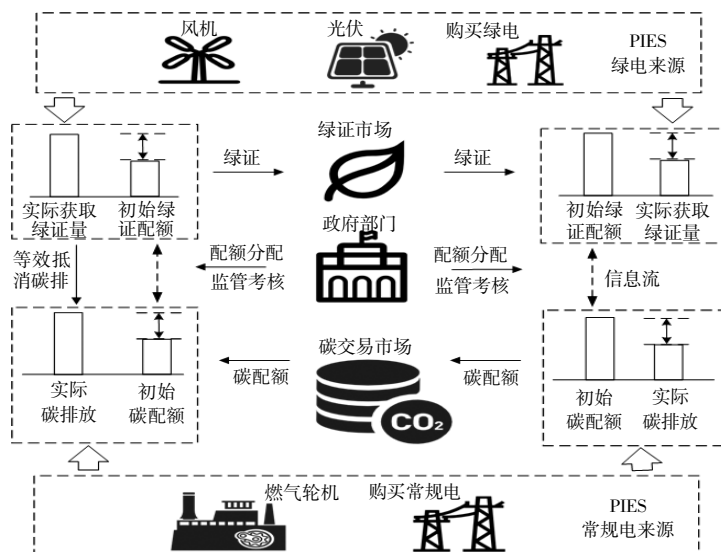 风机
光伏
购买绿电
PIES
绿电来源
绿证市场
绿证
绿证
实际获取
绿证量
初始绿
证配额
政府部门
初始绿
证配额
实际获取
绿证量
等效抵
消碳排
配额分配
监管考核
配额分配
监管考核
信息流
碳交易市场
碳配额
碳配额
CO₂
实际
碳排放
初始
碳配额
初始
碳配额
实际
碳排放
燃气轮机
购买常规电
PIES
常规电来源